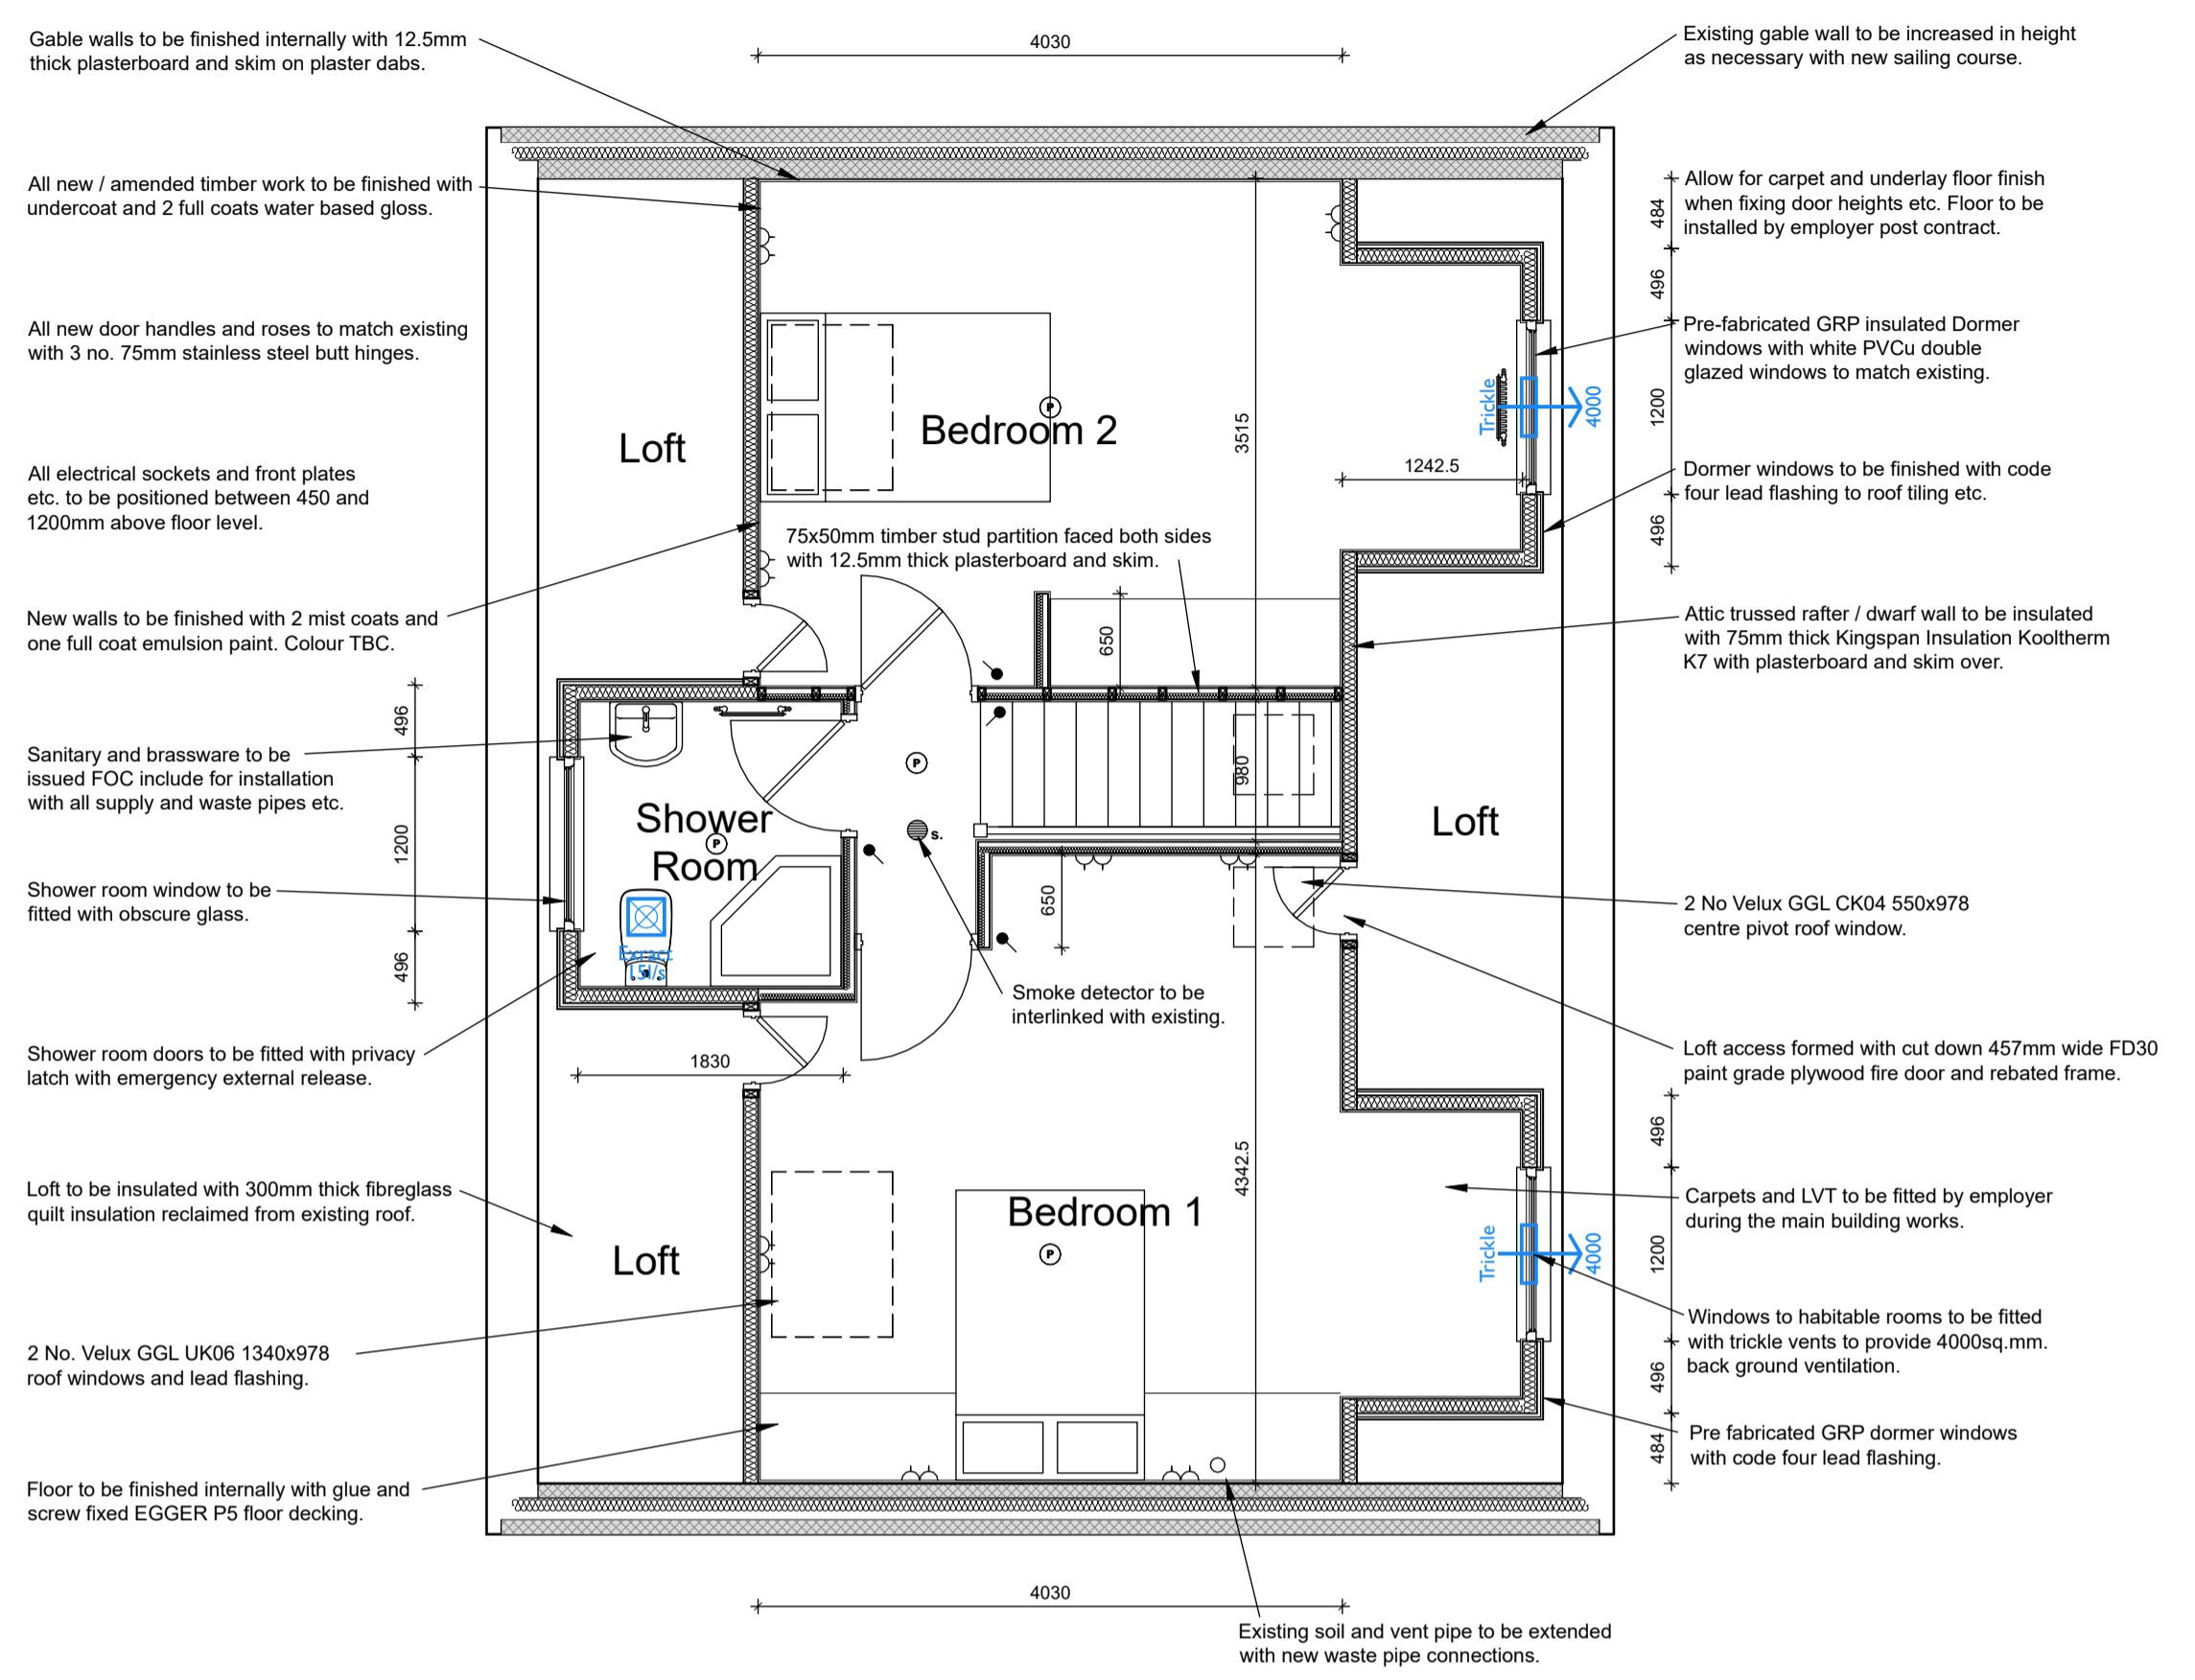 Gable walls to be finished internally with 12.5mm
thick plasterboard and skim on plaster dabs.
4030
Existing gable wall to be increased in height
as necessary with new sailing course.
All new / amended timber work to be finished with
undercoat and 2 full coats water based gloss.
Allow for carpet and underlay floor finish
when fixing door heights etc. Floor to be
installed by employer post contract.
484
496
All new door handles and roses to match existing
with 3 no. 75mm stainless steel butt hinges.
Pre-fabricated GRP insulated Dormer
windows with white PVCu double
glazed windows to match existing.
Trickle
4000
1200
Loft
Bedroom 2
P
3515
1242.5
All electrical sockets and front plates
etc. to be positioned between 450 and
1200mm above floor level.
Dormer windows to be finished with code
four lead flashing to roof tiling etc.
496
75x50mm timber stud partition faced both sides
with 12.5mm thick plasterboard and skim.
New walls to be finished with 2 mist coats and
one full coat emulsion paint. Colour TBC.
650
Attic trussed rafter / dwarf wall to be insulated
with 75mm thick Kingspan Insulation Kooltherm
K7 with plasterboard and skim over.
496
Sanitary and brassware to be
issued FOC include for installation
with all supply and waste pipes etc.
P
980
1200
Shower
Room
P
s.
Loft
Shower room window to be
fitted with obscure glass.
650
2 No Velux GGL CK04 550x978
centre pivot roof window.
496
Exract
15l/s
Smoke detector to be
interlinked with existing.
Shower room doors to be fitted with privacy
latch with emergency external release.
1830
Loft access formed with cut down 457mm wide FD30
paint grade plywood fire door and rebated frame.
496
4342.5
Loft to be insulated with 300mm thick fibreglass
quilt insulation reclaimed from existing roof.
Carpets and LVT to be fitted by employer
during the main building works.
Bedroom 1
P
Loft
Trickle
4000
1200
2 No. Velux GGL UK06 1340x978
roof windows and lead flashing.
Windows to habitable rooms to be fitted
with trickle vents to provide 4000sq.mm.
back ground ventilation.
496
484
Pre fabricated GRP dormer windows
with code four lead flashing.
Floor to be finished internally with glue and
screw fixed EGGER P5 floor decking.
4030
Existing soil and vent pipe to be extended
with new waste pipe connections.